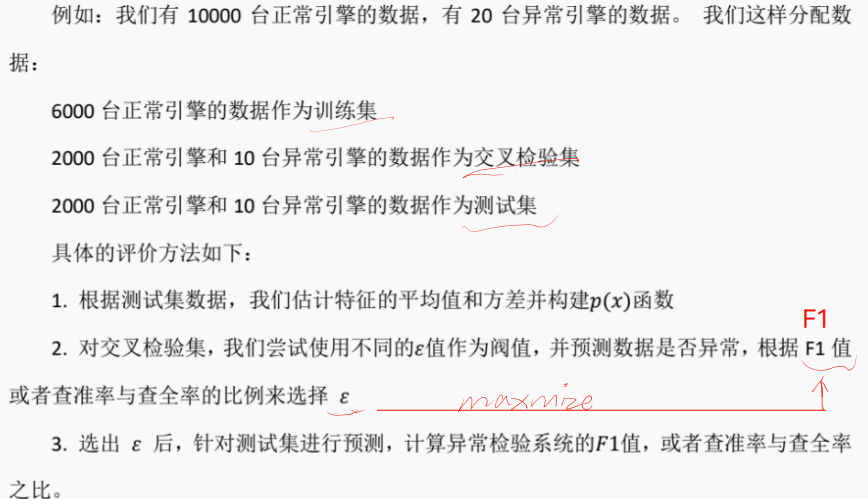 例如：我们有 10000 台正常引擎的数据，有 20 台异常引擎的数据。 我们这样分配数
据：
6000 台正常引擎的数据作为训练集
2000 台正常引擎和 10 台异常引擎的数据作为交叉检验集
2000 台正常引擎和 10 台异常引擎的数据作为测试集
具体的评价方法如下：
1. 根据测试集数据，我们估计特征的平均值和方差并构建p(x)函数
F1
2. 对交叉检验集，我们尝试使用不同的ε值作为阀值，并预测数据是否异常，根据 F1 值
或者查准率与查全率的比例来选择 ε
maxmize
3. 选出 ε 后，针对测试集进行预测，计算异常检验系统的F1值，或者查准率与查全率
之比。